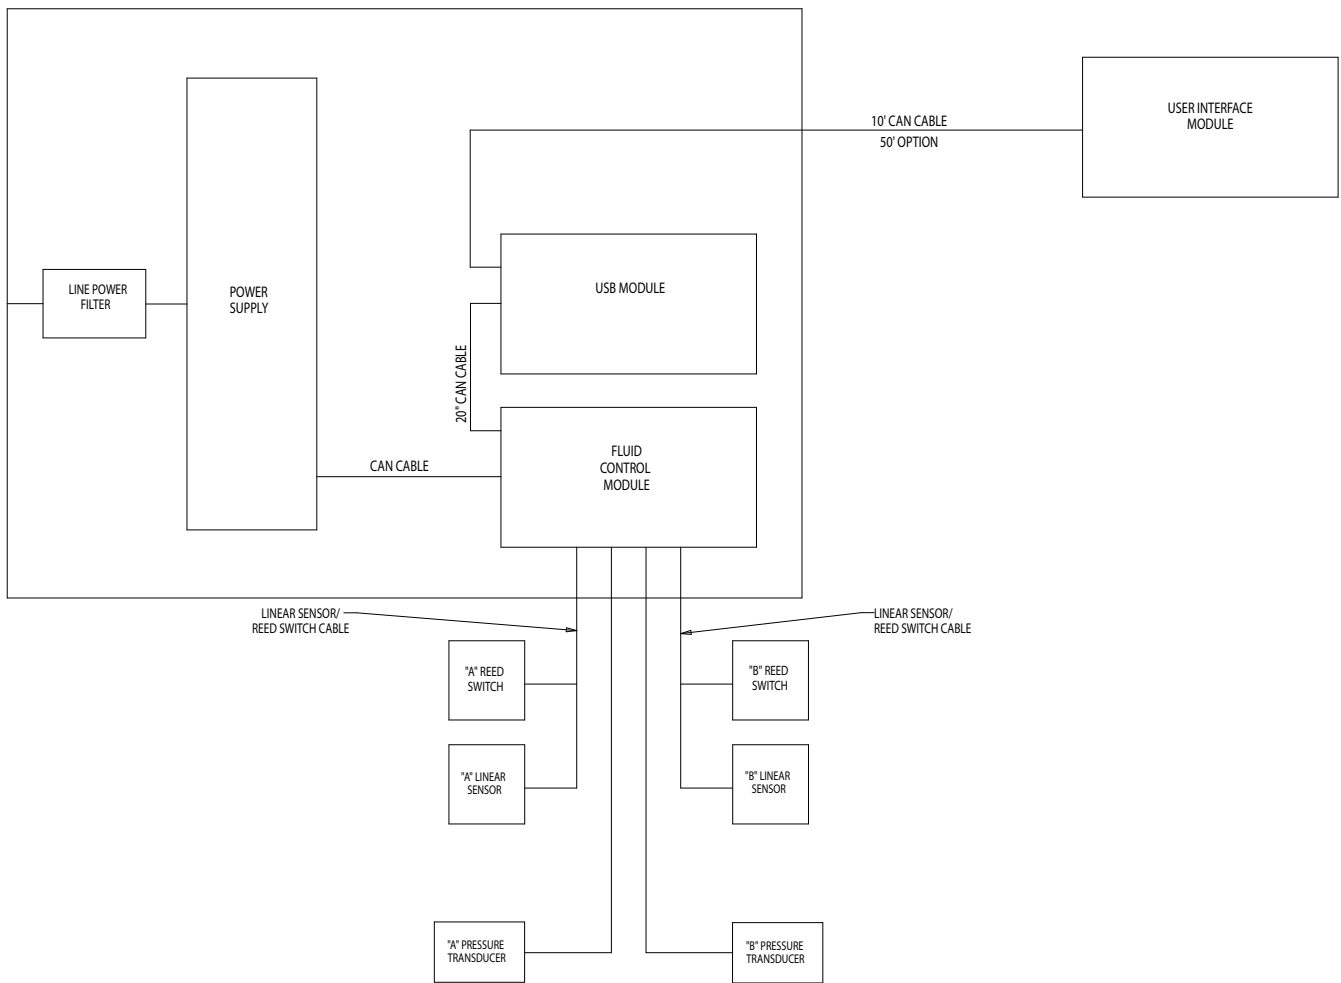 10' CAN CABLE
50' OPTION
USER INTERFACE
MODULE
LINE POWER
FILTER
POWER
SUPPLY
USB MODULE
20" CAN CABLE
CAN CABLE
FLUID
CONTROL
MODULE
LINEAR SENSOR/
REED SWITCH CABLE
LINEAR SENSOR/
REED SWITCH CABLE
"A" REED
SWITCH
"B" REED
SWITCH
"A" LINEAR
SENSOR
"B" LINEAR
SENSOR
"A" PRESSURE
TRANSDUCER
"B" PRESSURE
TRANSDUCER